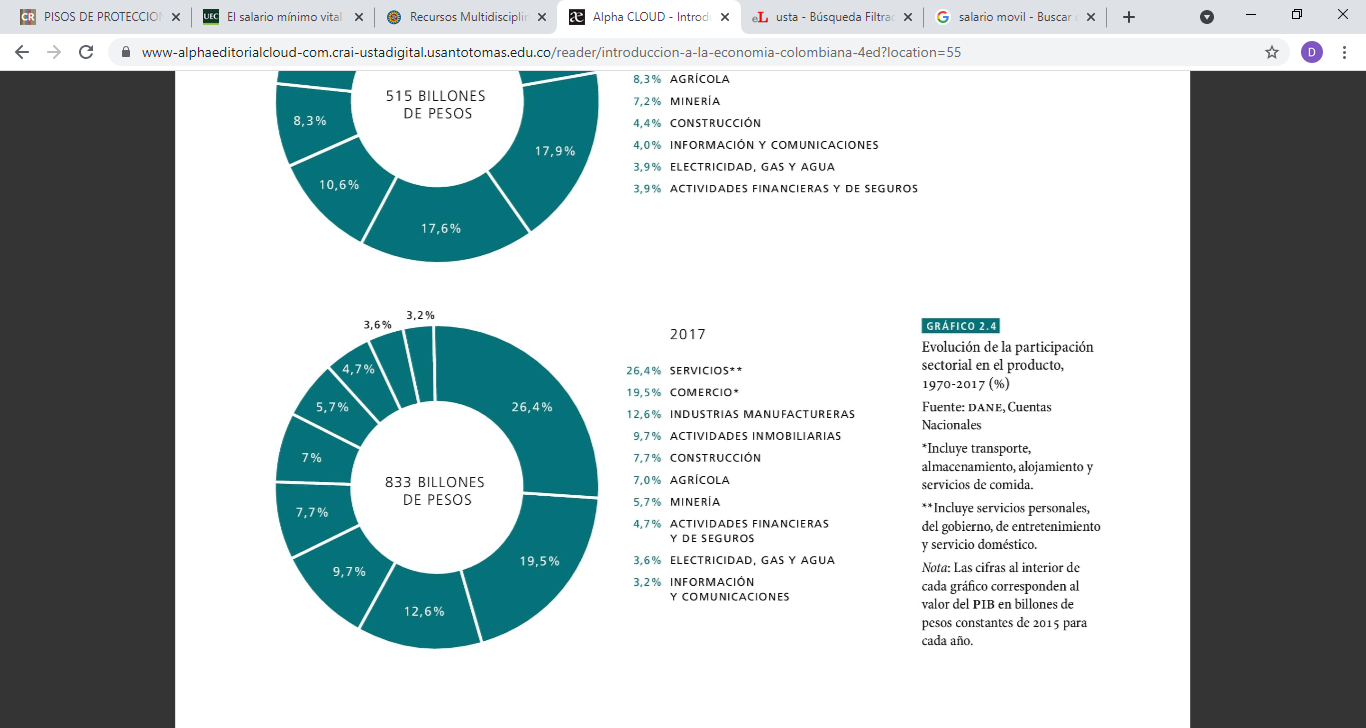 PISOS DE PROTECCION
El salario mínimo vital
Recursos Multidisciplin
Alpha CLOUD - Introdu
usta - Búsqueda Filtrad
salario movil - Buscar
www-alphaeditorialcloud-com.crai-ustadigital.usantotomas.edu.co/reader/introduccion-a-la-economia-colombiana-4ed?location=55
D
515 BILLONES
DE PESOS
8,3%
10,6%
17,6%
17,9%
8,3% AGRÍCOLA
7,2% MINERÍA
4,4% CONSTRUCCIÓN
4,0% INFORMACIÓN Y COMUNICACIONES
3,9% ELECTRICIDAD, GAS Y AGUA
3,9% ACTIVIDADES FINANCIERAS Y DE SEGUROS
3,2%
3,6%
4,7%
5,7%
7%
7,7%
9,7%
12,6%
19,5%
26,4%
833 BILLONES
DE PESOS
2017
26,4% SERVICIOS**
19,5% COMERCIO*
12,6% INDUSTRIAS MANUFACTURERAS
9,7% ACTIVIDADES INMOBILIARIAS
7,7% CONSTRUCCIÓN
7,0% AGRÍCOLA
5,7% MINERÍA
4,7% ACTIVIDADES FINANCIERAS
Y DE SEGUROS
3,6% ELECTRICIDAD, GAS Y AGUA
3,2% INFORMACIÓN
Y COMUNICACIONES
GRÁFICO 2.4
Evolución de la participación
sectorial en el producto,
1970-2017 (%)
Fuente: DANE, Cuentas
Nacionales
*Incluye transporte,
almacenamiento, alojamiento y
servicios de comida.
**Incluye servicios personales,
del gobierno, de entretenimiento
y servicio doméstico.
Nota: Las cifras al interior de
cada gráfico corresponden al
valor del PIB en billones de
pesos constantes de 2015 para
cada año.